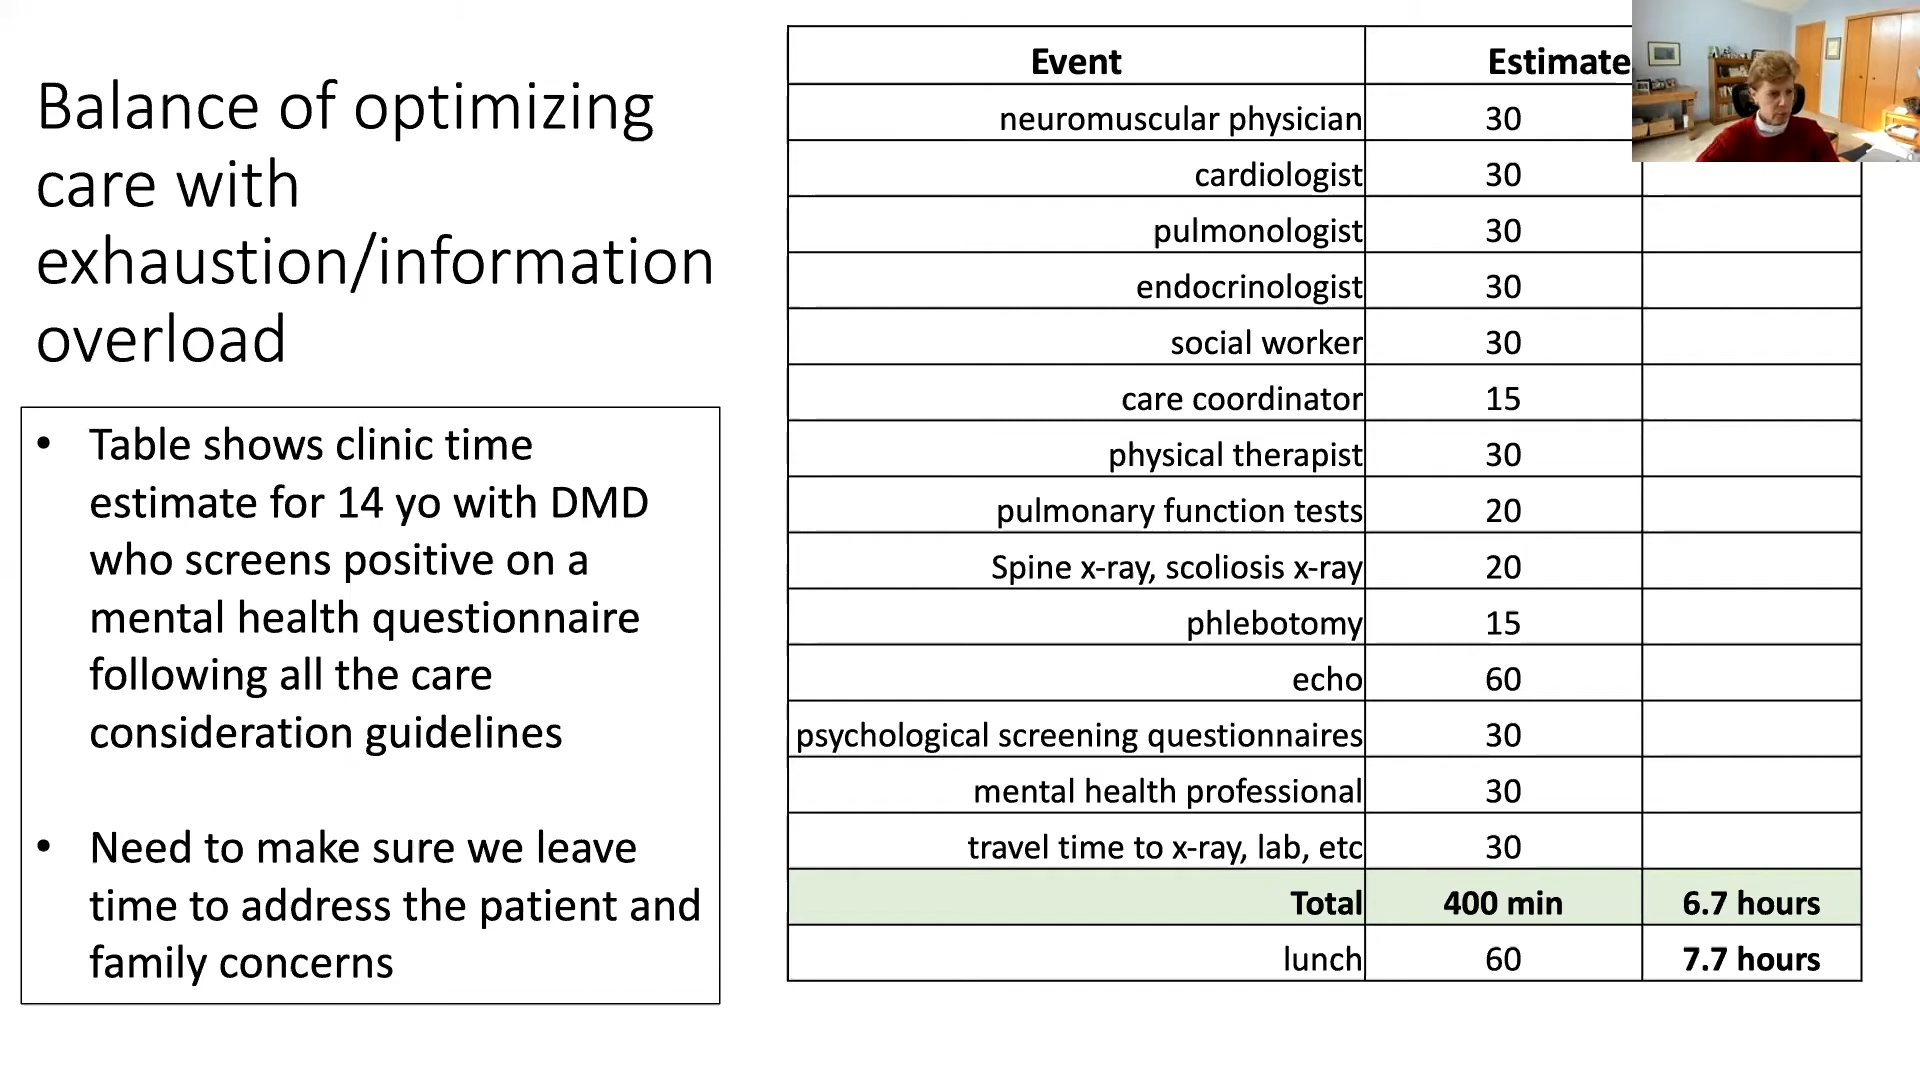 Balance of optimizing
care with
exhaustion/information
overload
• Table shows clinic time
estimate for 14 yo with DMD
who screens positive on a
mental health questionnaire
following all the care
consideration guidelines
• Need to make sure we leave
time to address the patient and
family concerns
Event Estimate
neuromuscular physician 30
cardiologist 30
pulmonologist 30
endocrinologist 30
social worker 30
care coordinator 15
physical therapist 30
pulmonary function tests 20
Spine x-ray, scoliosis x-ray 20
phlebotomy 15
echo 60
psychological screening questionnaires 30
mental health professional 30
travel time to x-ray, lab, etc 30
Total 400 min 6.7 hours
lunch 60 7.7 hours